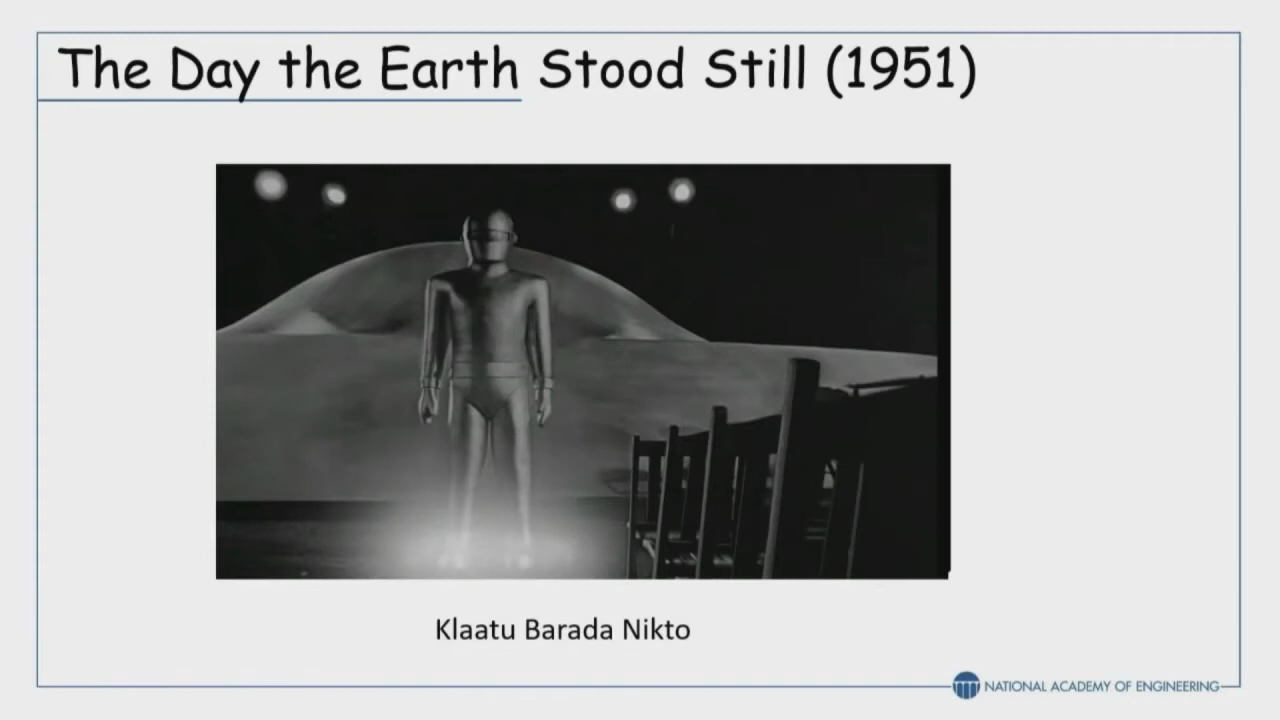 The Day the Earth Stood Still (1951)
Klaatu Barada Nikto
NATIONAL ACADEMY OF ENGINEERING